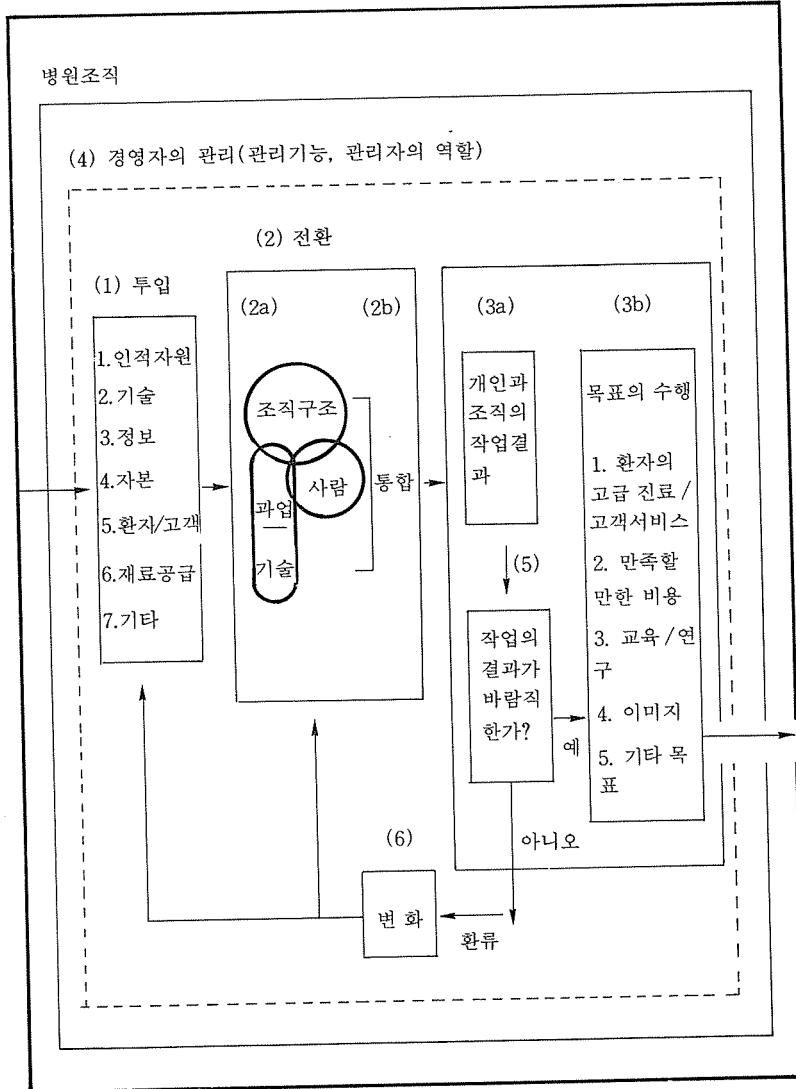 병원조직
(4) 경영자의 관리(관리기능, 관리자의 역할)
(2) 전환
(1) 투입
1.인적자원
2.기술
3.정보
4.자본
5.환자/고객
6.재료공급
7.기타
(2a)
(2b)
조직구조
사람
과업
기술
통합
(3a)
(3b)
개인과
조직의
작업결
과
(5)
작업의
결과가
바람직
한가?
예
아니오
목표의 수행
1. 환자의
고급 진료 /
고객서비스
2. 만족할
만한 비용
3. 교육 / 연
구
4. 이미지
5. 기타 목
표
(6)
변 화
환류